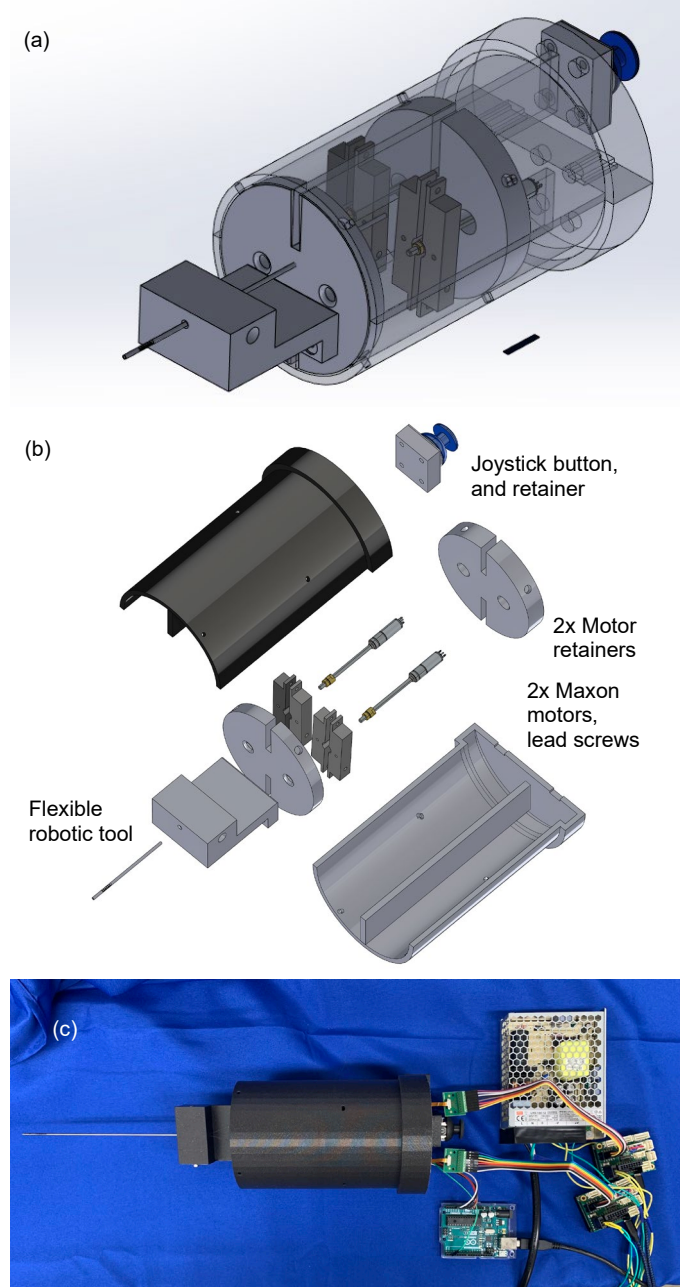 (a)
(b)
Joystick button,
and retainer
2x Motor
retainers
2x Maxon
motors,
lead screws
Flexible
robotic tool
(c)